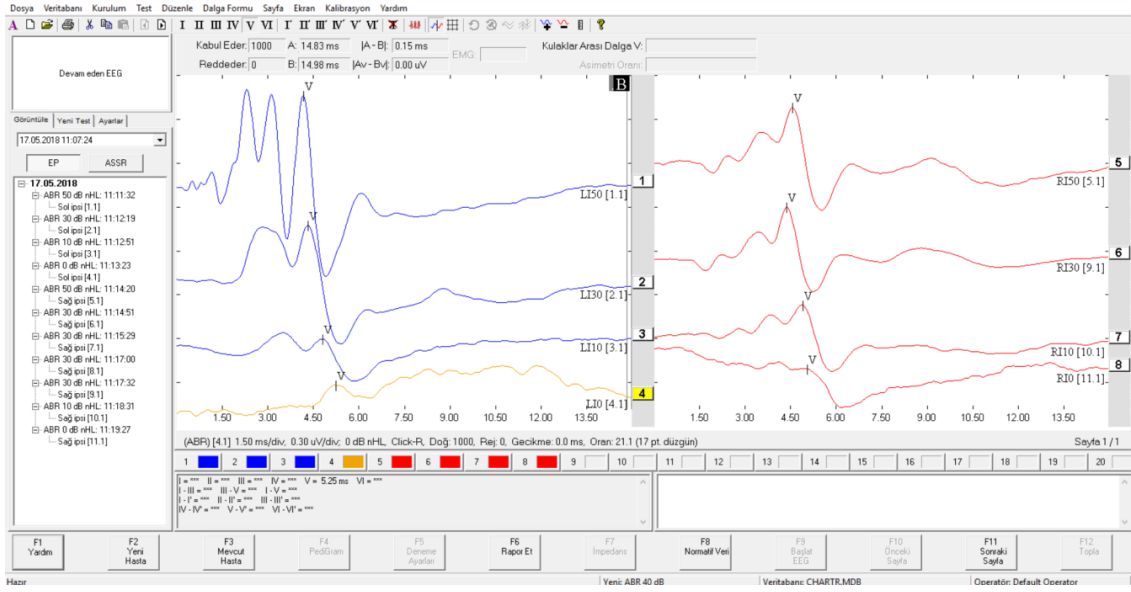 Dosya Veritabanı Kurulum Test Düzenle Dalga Formu Sayfa Ekran Kalibrasyon Yardım
A I II III IV V VI I' II' III' IV' V' VI'
Devam eden EEG
Kabul Eder: 1000 A: 14.83 ms |A - B|: 0.15 ms EMG: Kulaklar Arası Dalga V:
Reddeder: 0 B: 14.98 ms |Av - Bv|: 0.00 uV Asimetri Oranı:
Görüntüle Yeni Test Ayarlar
17.05.2018 11:07:24
EP ASSR
17.05.2018
ABR 50 dB nHL: 11:11:32
Sol ipsi [1.1]
ABR 30 dB nHL: 11:12:19
Sol ipsi [2.1]
ABR 10 dB nHL: 11:12:51
Sol ipsi [3.1]
ABR 0 dB nHL: 11:13:23
Sol ipsi [4.1]
ABR 50 dB nHL: 11:14:20
Sağ ipsi [5.1]
ABR 30 dB nHL: 11:14:51
Sağ ipsi [6.1]
ABR 30 dB nHL: 11:15:29
Sağ ipsi [7.1]
ABR 30 dB nHL: 11:17:00
Sağ ipsi [8.1]
ABR 30 dB nHL: 11:17:32
Sağ ipsi [9.1]
ABR 10 dB nHL: 11:18:31
Sağ ipsi [10.1]
ABR 0 dB nHL: 11:19:27
Sağ ipsi [11.1]
B
V
LI50 [1.1] 1
V
LI30 [2.1] 2
V
LI10 [3.1] 3
V
LI0 [4.1] 4
1.50 3.00 4.50 6.00 7.50 9.00 10.50 12.00 13.50
V
RI50 [5.1] 5
V
RI30 [9.1] 6
V
RI10 [10.1] 7
V
RI0 [11.1] 8
1.50 3.00 4.50 6.00 7.50 9.00 10.50 12.00 13.50
(ABR) [4.1] 1.50 ms/div, 0.30 uV/div; 0 dB nHL, Click-R, Doğ: 1000, Rej: 0, Gecikme: 0.0 ms, Oran: 21.1 (17 pt. düzgün) Sayfa 1 / 1
1 2 3 4 5 6 7 8 9 10 11 12 13 14 15 16 17 18 19 20
I = *** II = *** III = *** IV = *** V = 5.25 ms VI = ***
I - III = *** III - V = *** I - V = ***
I - I' = *** II - II' = *** III - III' = ***
IV - IV' = *** V - V' = *** VI - VI' = ***
F1 Yardım
F2 Yeni Hasta
F3 Mevcut Hasta
F4 PediGram
F5 Deneme Ayarları
F6 Rapor Et
F7 Impedans
F8 Normatif Veri
F9 Başlat EEG
F10 Önceki Sayfa
F11 Sonraki Sayfa
F12 Topla
Hazır Yeni: ABR 40 dB Veritabanı: CHARTR.MDB Operatör: Default Operator